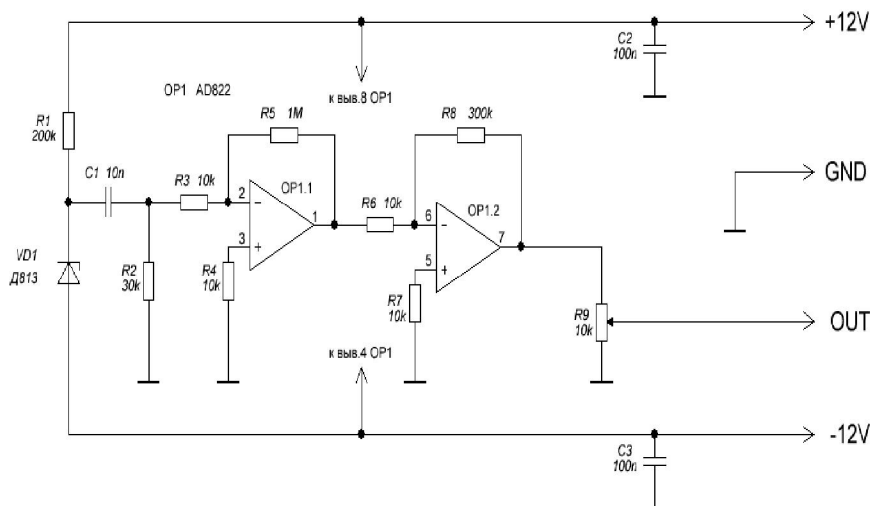 +12V
C2
100n
OP1 AD822
к выв.8 OP1
R1
200k
R5 1M
R8 300k
C1 10n
R3 10k
OP1.1
2
1
3
R6 10k
OP1.2
6
7
5
GND
VD1
Д813
R2
30k
R4
10k
R7
10k
R9
10k
OUT
к выв.4 OP1
-12V
C3
100n